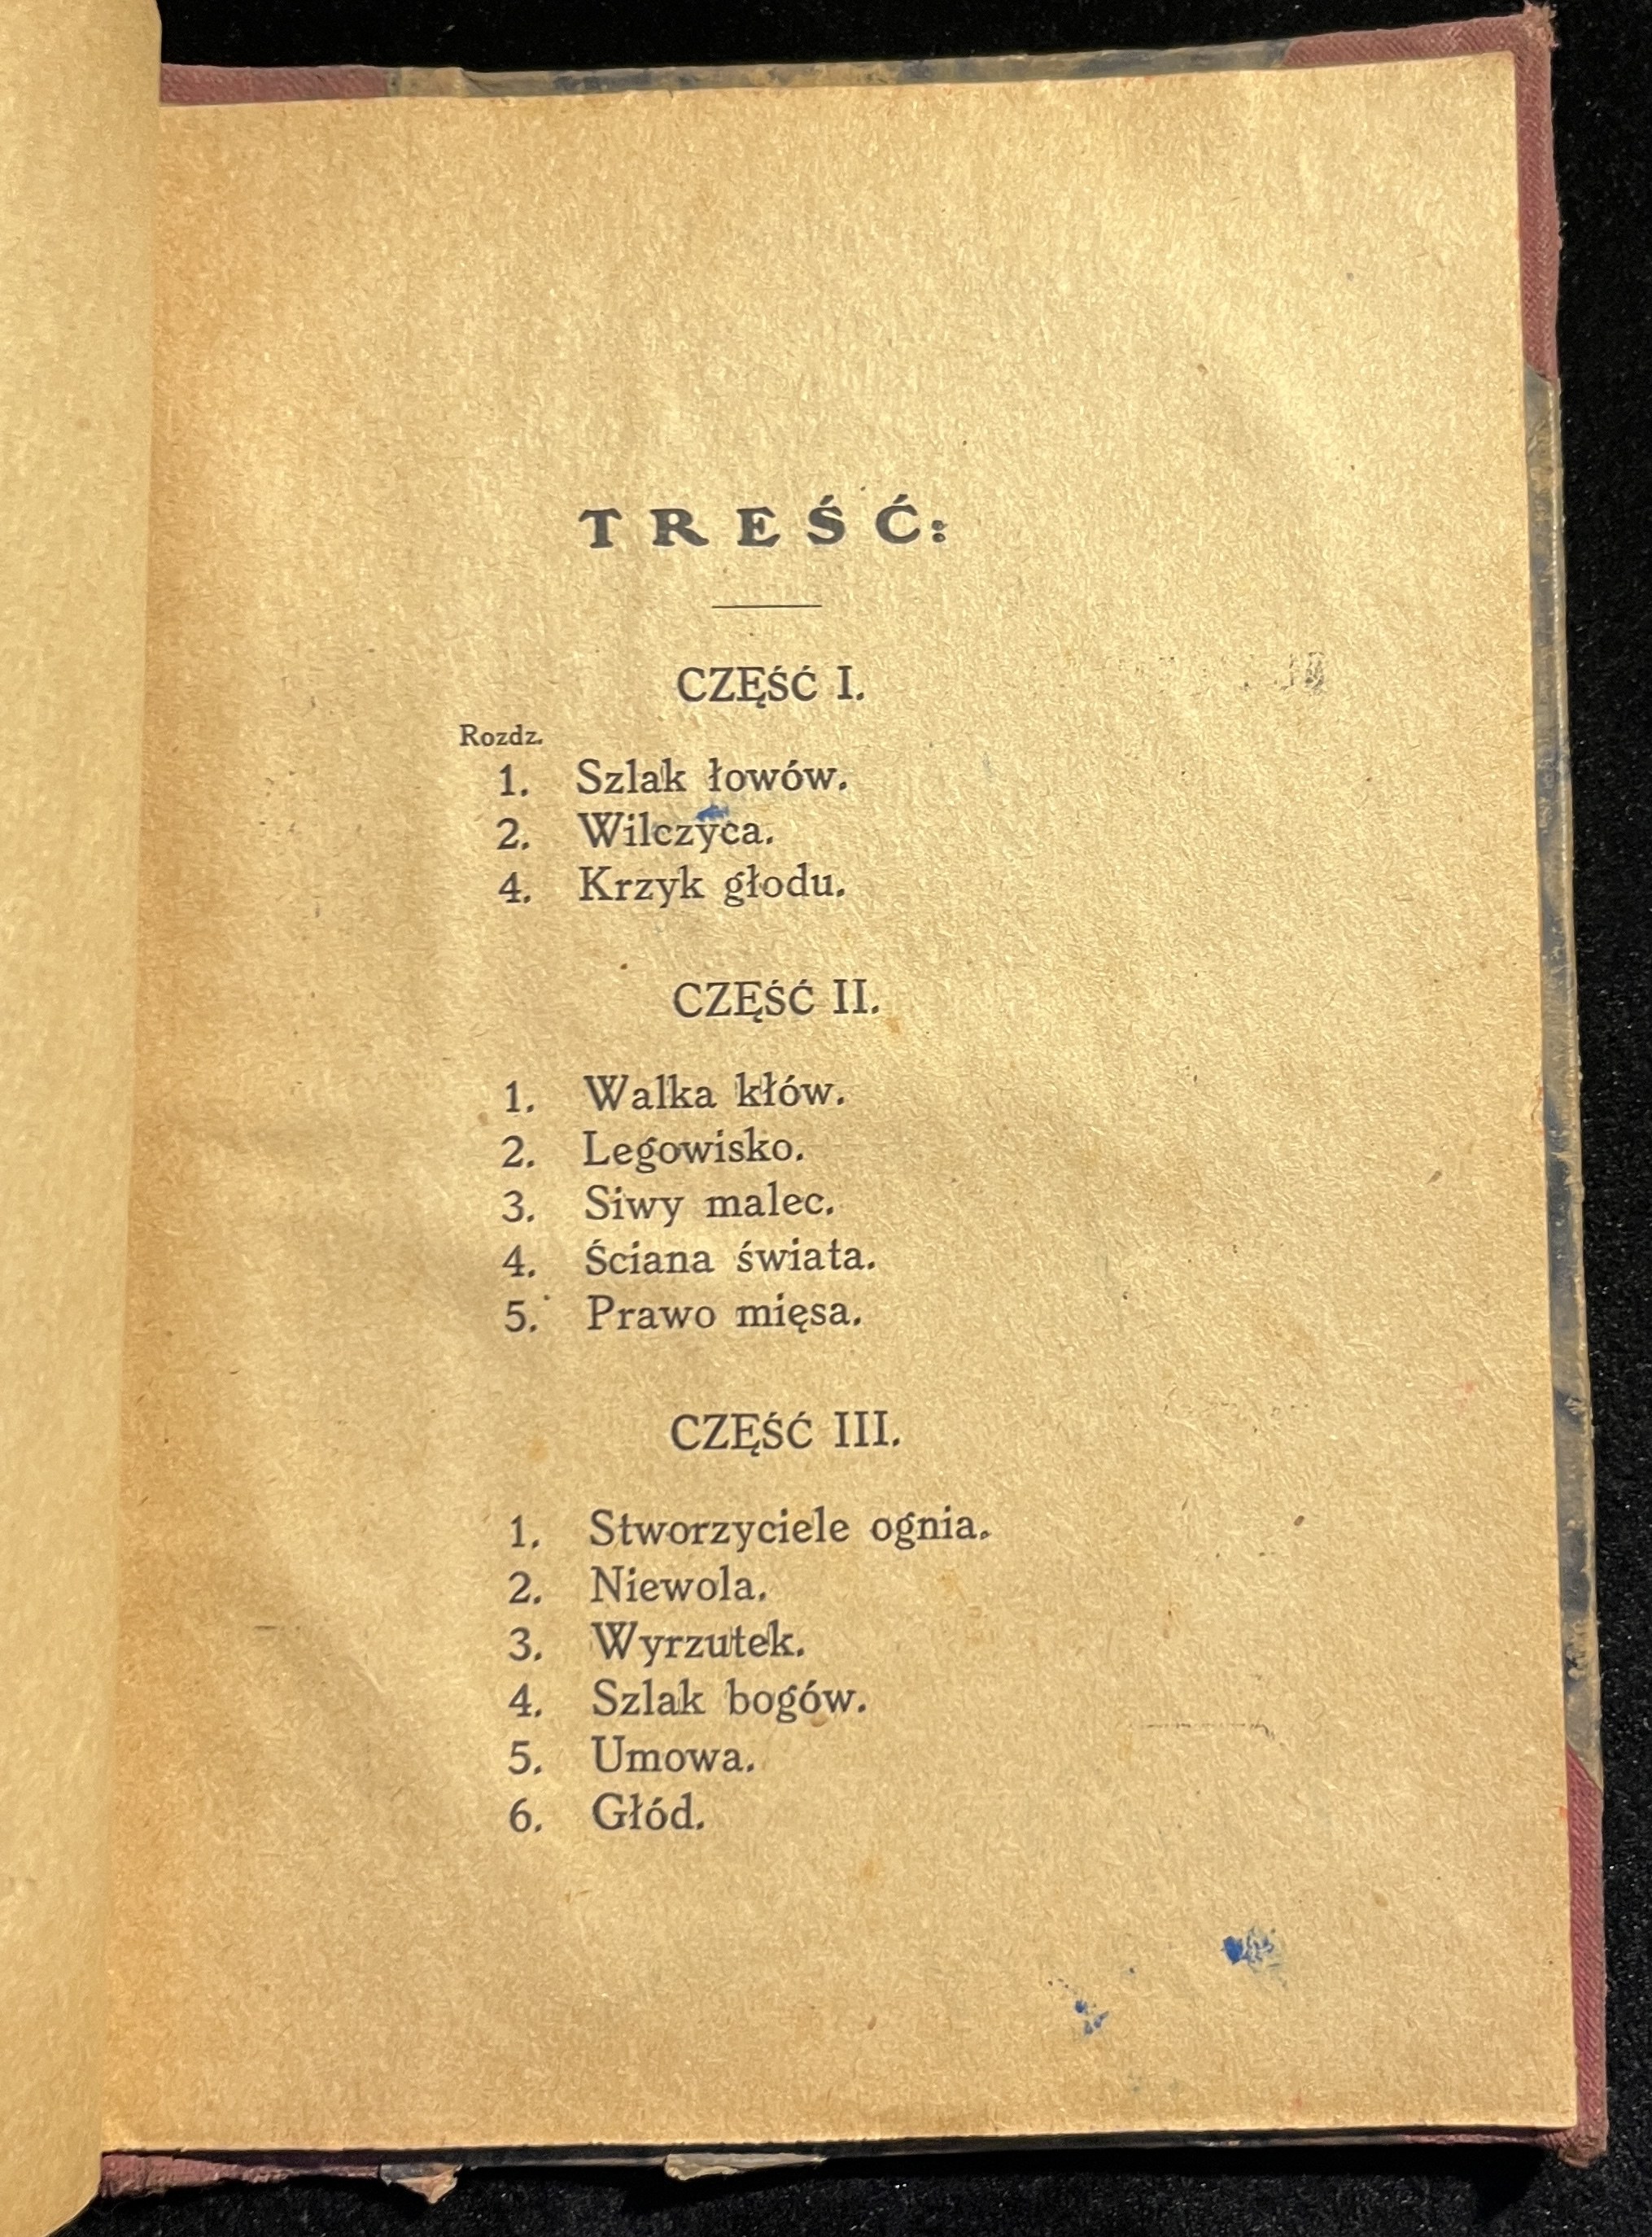 TREŚĆ:
CZĘŚĆ I.
Rozdz.
1. Szlak łowów.
2. Wilczyca.
4. Krzyk głodu.
CZĘŚĆ II.
1. Walka kłów.
2. Legowisko.
3. Siwy malec.
4. Ściana świata.
5. Prawo mięsa.
CZĘŚĆ III.
1. Stworzyciele ognia.
2. Niewola.
3. Wyrzutek.
4. Szlak bogów.
5. Umowa.
6. Głód.